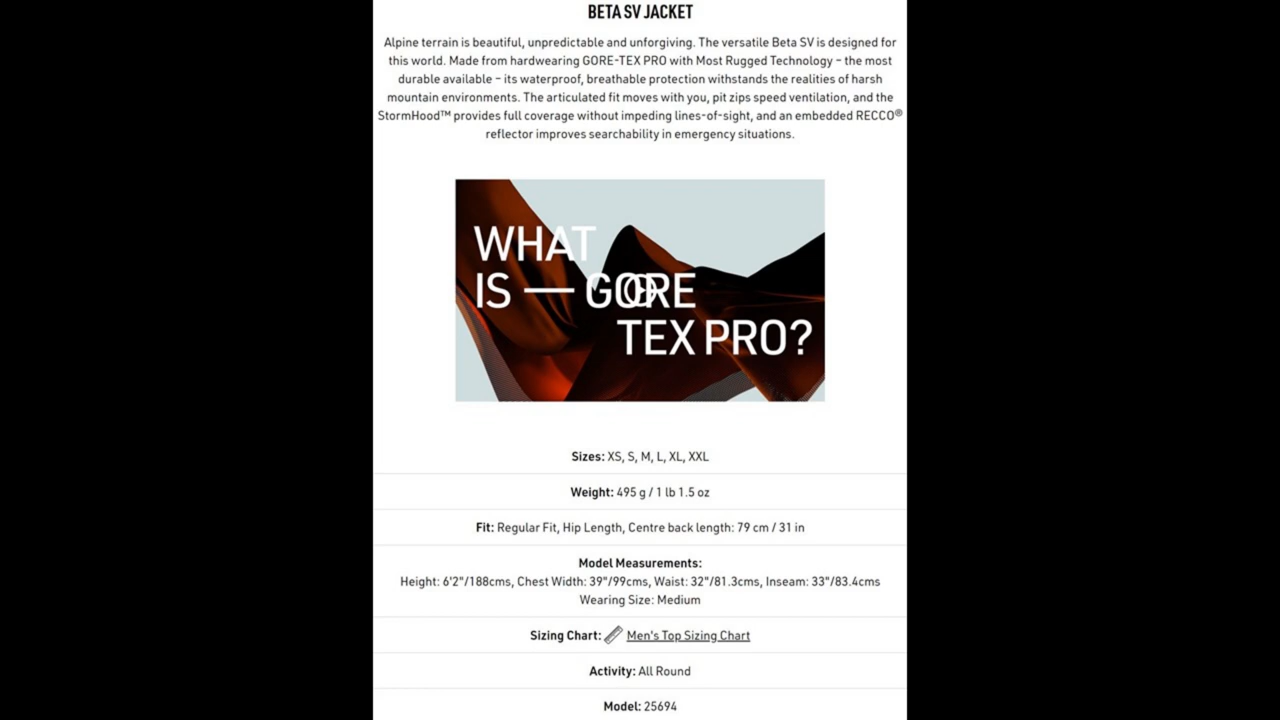 BETA SV JACKET
Alpine terrain is beautiful, unpredictable and unforgiving. The versatile Beta SV is designed for
this world. Made from hardwearing GORE-TEX PRO with Most Rugged Technology – the most
durable available – its waterproof, breathable protection withstands the realities of harsh
mountain environments. The articulated fit moves with you, pit zips speed ventilation, and the
StormHood™ provides full coverage without impeding lines-of-sight, and an embedded RECCO®
reflector improves searchability in emergency situations.
WHAT
IS — GORE
TEX PRO?
Sizes: XS, S, M, L, XL, XXL
Weight: 495 g / 1 lb 1.5 oz
Fit: Regular Fit, Hip Length, Centre back length: 79 cm / 31 in
Model Measurements:
Height: 6'2"/188cms, Chest Width: 39"/99cms, Waist: 32"/81.3cms, Inseam: 33"/83.4cms
Wearing Size: Medium
Sizing Chart: Men's Top Sizing Chart
Activity: All Round
Model: 25694